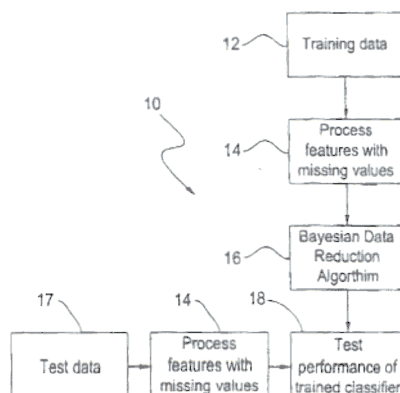 12
Training data
10
14
Process
features with
missing values
16
Bayesian Data
Reduction
Algorthim
17
14
18
Test data
Process
features with
missing values
Test
performance of
trained classifier